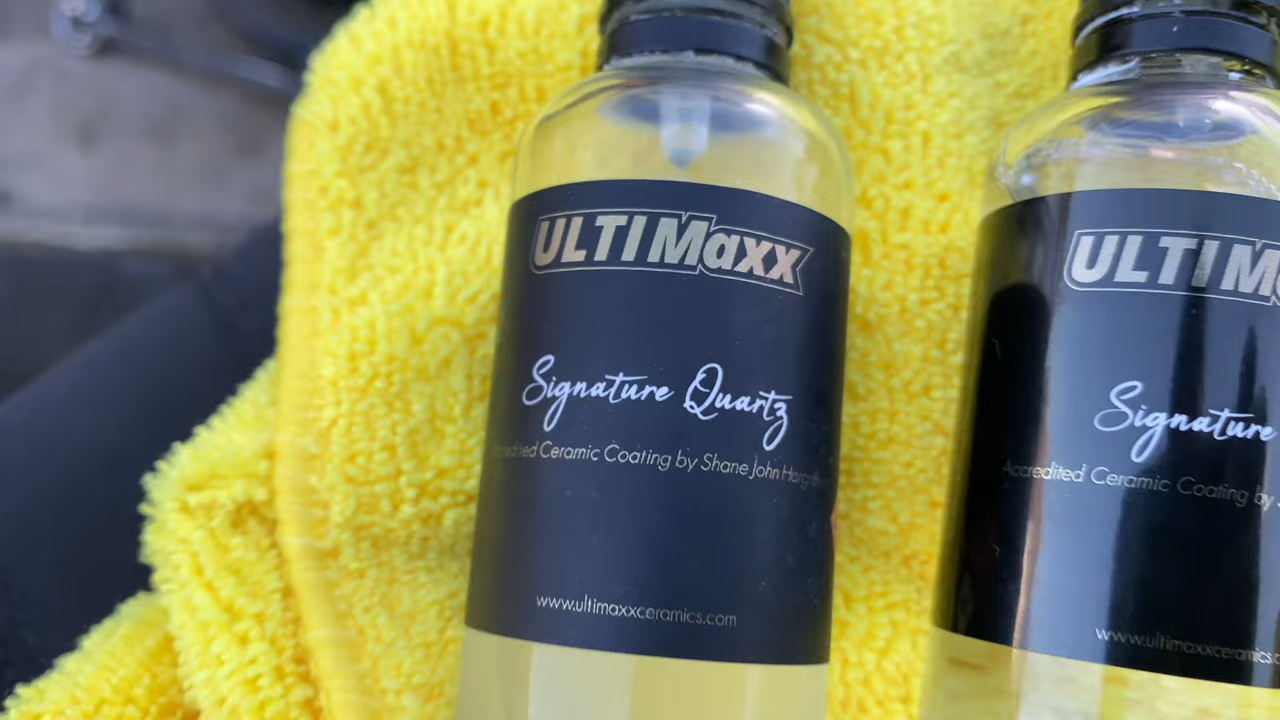 ULTIMaxx
Signature Quartz
Ceramic Coating by Shane John
www.ultimaxxceramics.com
ULTIM
Signature
Accredited Ceramic Coating by
www.ultimaxxceramics.c